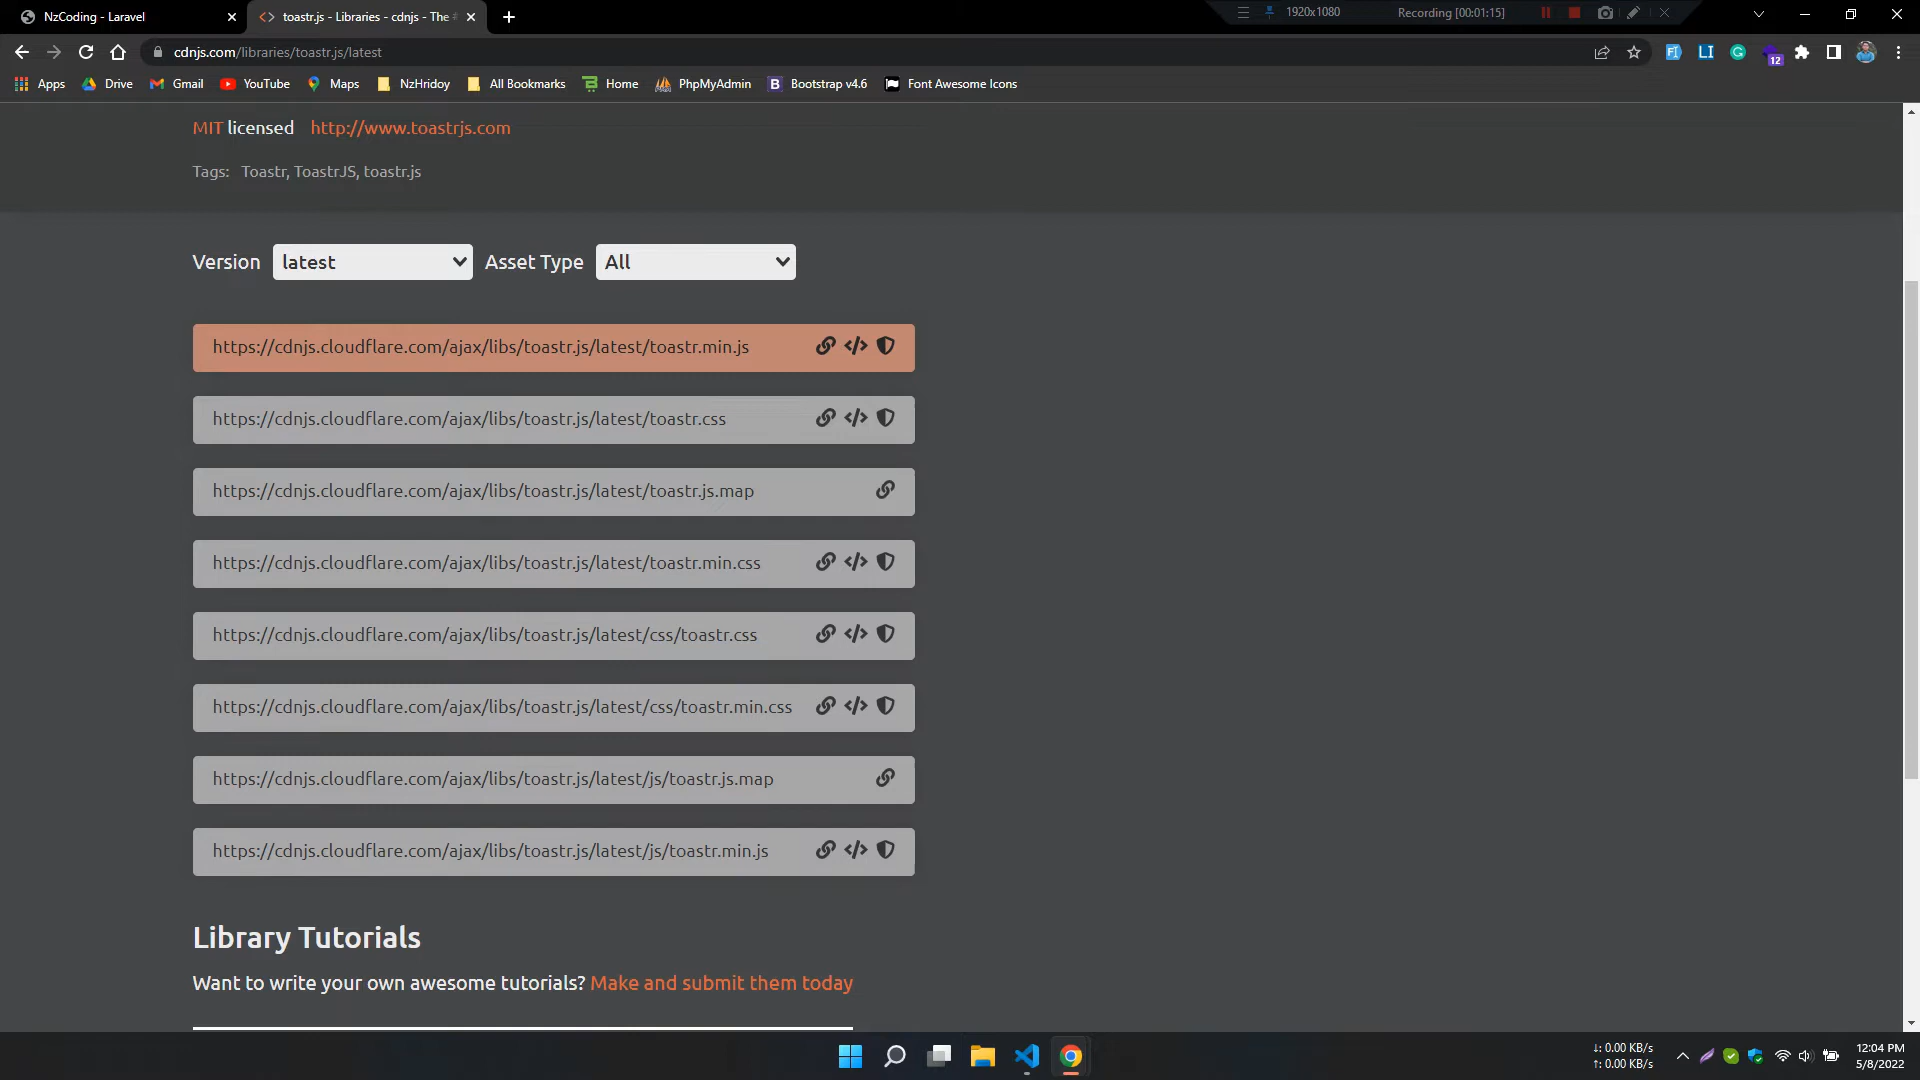 NzCoding - Laravel
toastr.js - Libraries - cdnjs - The #
1920x1080
Recording [00:01:15]
cdnjs.com/libraries/toastr.js/latest
12
Apps Drive Gmail YouTube Maps NzHridoy All Bookmarks Home PhpMyAdmin Bootstrap v4.6 Font Awesome Icons
MIT licensed http://www.toastrjs.com
Tags: Toastr, ToastrJS, toastr.js
Version latest Asset Type All
https://cdnjs.cloudflare.com/ajax/libs/toastr.js/latest/toastr.min.js
https://cdnjs.cloudflare.com/ajax/libs/toastr.js/latest/toastr.css
https://cdnjs.cloudflare.com/ajax/libs/toastr.js/latest/toastr.js.map
https://cdnjs.cloudflare.com/ajax/libs/toastr.js/latest/toastr.min.css
https://cdnjs.cloudflare.com/ajax/libs/toastr.js/latest/css/toastr.css
https://cdnjs.cloudflare.com/ajax/libs/toastr.js/latest/css/toastr.min.css
https://cdnjs.cloudflare.com/ajax/libs/toastr.js/latest/js/toastr.js.map
https://cdnjs.cloudflare.com/ajax/libs/toastr.js/latest/js/toastr.min.js
Library Tutorials
Want to write your own awesome tutorials? Make and submit them today
↓: 0.00 KB/s
↑: 0.00 KB/s
12:04 PM
5/8/2022